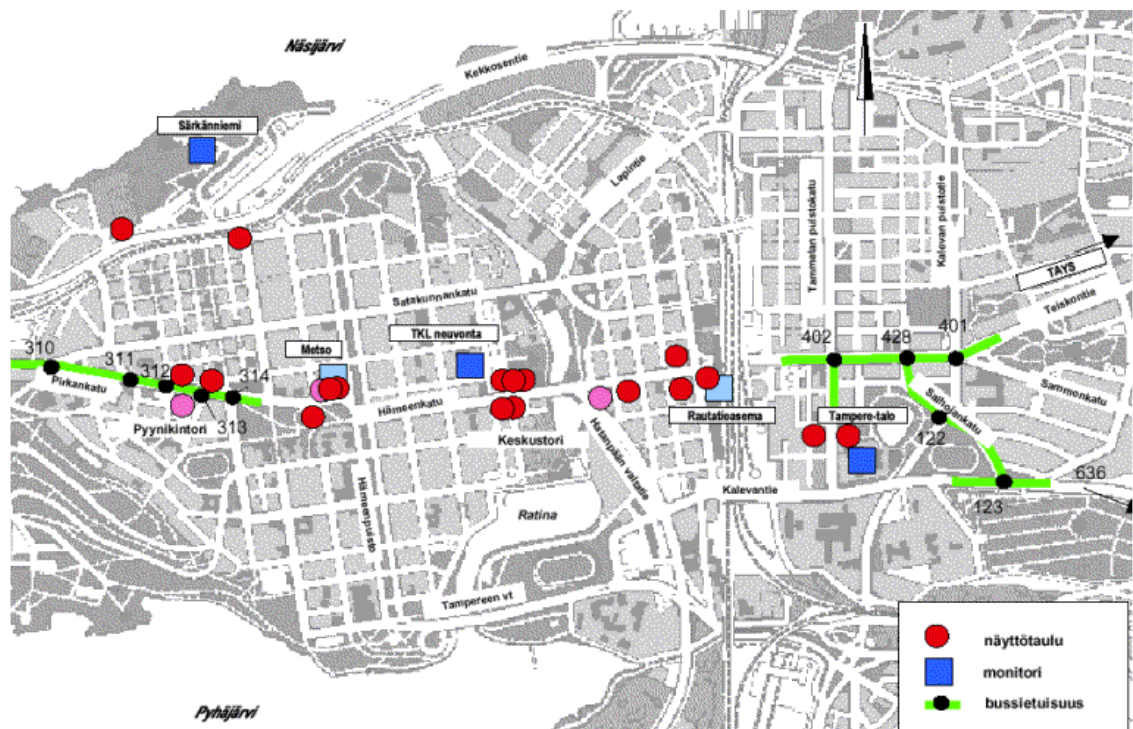 Näsijärvi
Kekkosentie
Särkänniemi
Lapintie
Tammelan puistokatu
Kalevan puistotie
TAYS
Teiskontie
Satakunnankatu
TKL neuvonta
Metso
310
311
312
314
313
Pirkankatu
Pyynikintori
Hämeenkatu
Keskustori
Hatanpään valtatie
Rautatieasema
402
428
401
Sammonkatu
Tampere-talo
Salhojankatu
122
Hämeenpuisto
Ratina
Kalevantie
636
123
Tampereen vt
Pyhäjärvi
näyttötaulu
monitori
bussietuisuus